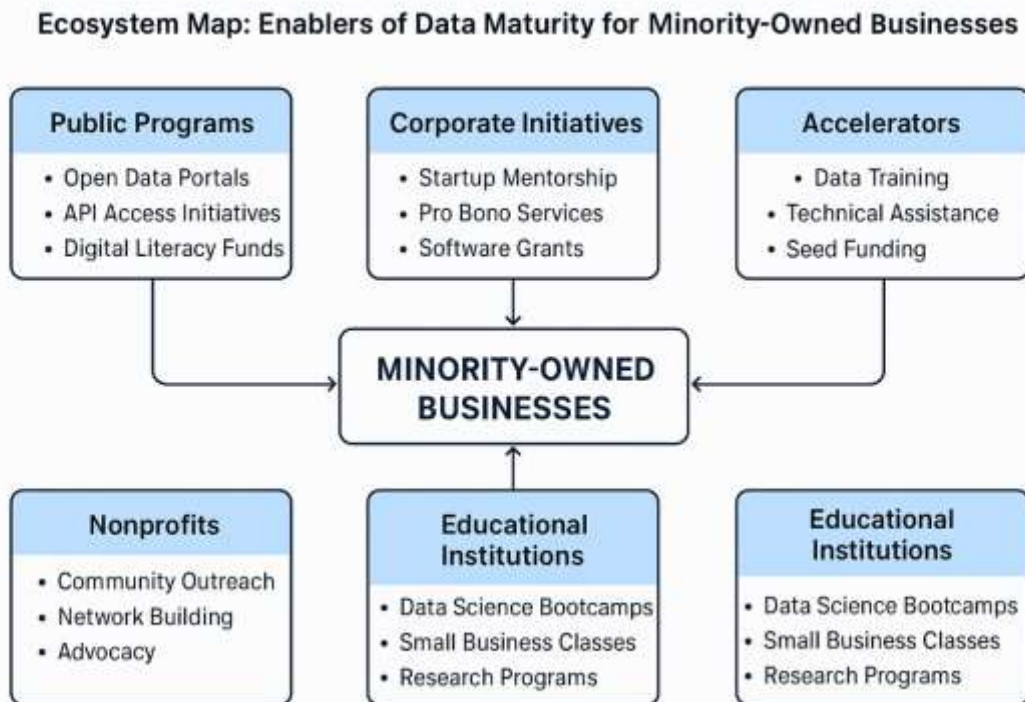 Ecosystem Map: Enablers of Data Maturity for Minority-Owned Businesses
Public Programs
• Open Data Portals
• API Access Initiatives
• Digital Literacy Funds
Corporate Initiatives
• Startup Mentorship
• Pro Bono Services
• Software Grants
Accelerators
• Data Training
• Technical Assistance
• Seed Funding
MINORITY-OWNED
BUSINESSES
Nonprofits
• Community Outreach
• Network Building
• Advocacy
Educational
Institutions
• Data Science Bootcamps
• Small Business Classes
• Research Programs
Educational
Institutions
• Data Science Bootcamps
• Small Business Classes
• Research Programs